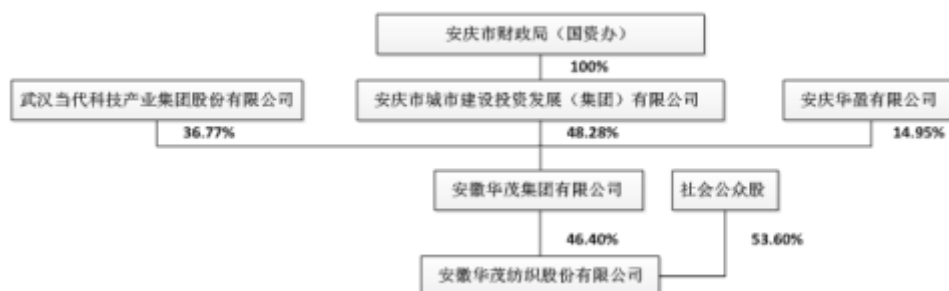 安庆市财政局（国资办）
100%
武汉当代科技产业集团股份有限公司
安庆市城市建设投资发展（集团）有限公司
安庆华盈有限公司
36.77%
48.28%
14.95%
安徽华茂集团有限公司
社会公众股
46.40%
53.60%
安徽华茂纺织股份有限公司